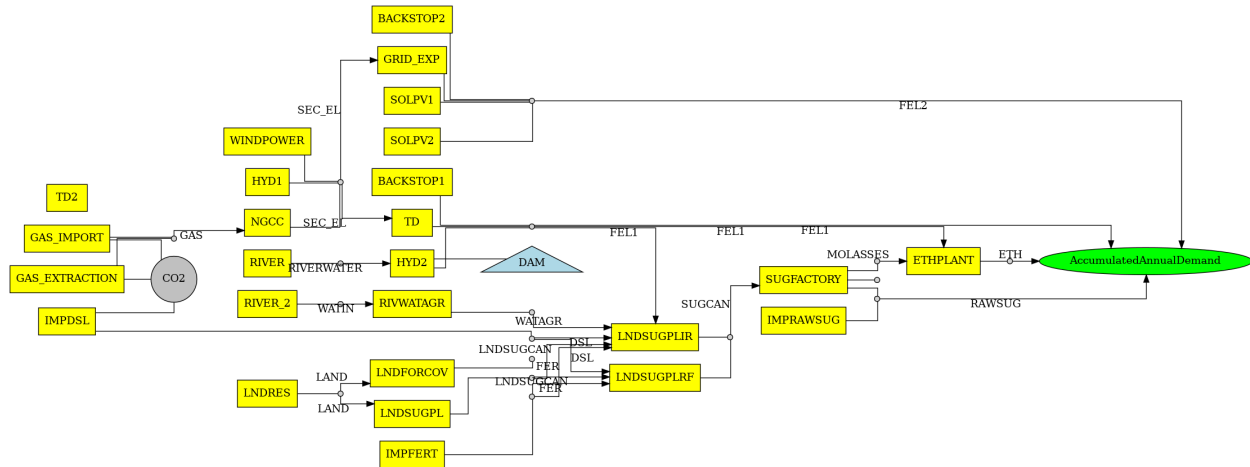 BACKSTOP2
GRID_EXP
SOLPV1
FEL2
SEC_EL
SOLPV2
WINDPOWER
HYD1
BACKSTOP1
TD2
NGCC
SEC_EL
TD
FEL1
FEL1
FEL1
GAS_IMPORT
GAS
MOLASSES
RIVER
RIVERWATER
HYD2
DAM
ETHPLANT
ETH
AccumulatedAnnualDemand
GAS_EXTRACTION
CO2
SUGFACTORY
RIVER_2
WATIN
RIVWATAGR
SUGCAN
RAWSUG
IMPDSL
WATAGR
IMPRAWSUG
LNDSUGPLIR
DSL
LNDSUGCAN
DSL
FER
LNDRES
LAND
LNDFORCOV
LNDSUGCAN
LNDSUGPLRF
FER
LAND
LNDSUGPL
IMPFERT